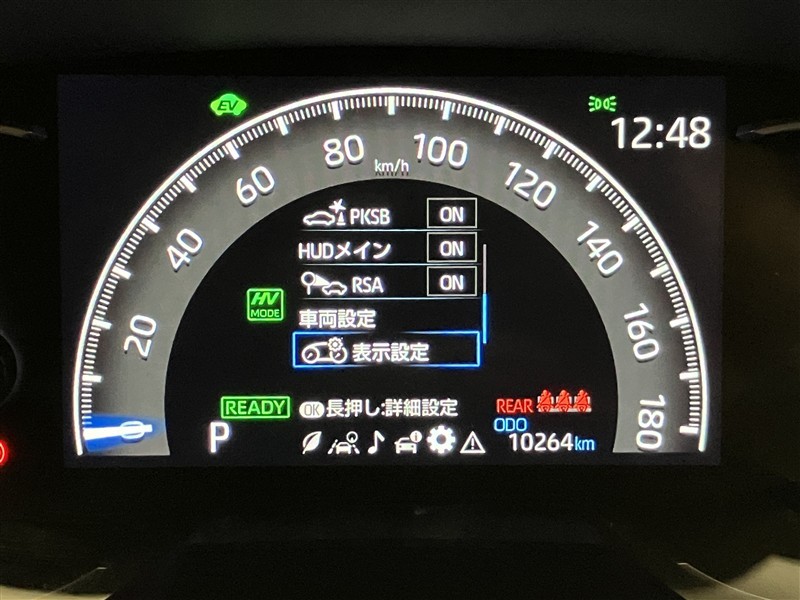 EV
12:48
20
40
60
80
km/h
100
120
140
160
180
PKSB ON
HUDメイン ON
RSA ON
HV
MODE
車両設定
表示設定
READY
OK 長押し:詳細設定
REAR
ODO
P
10264km